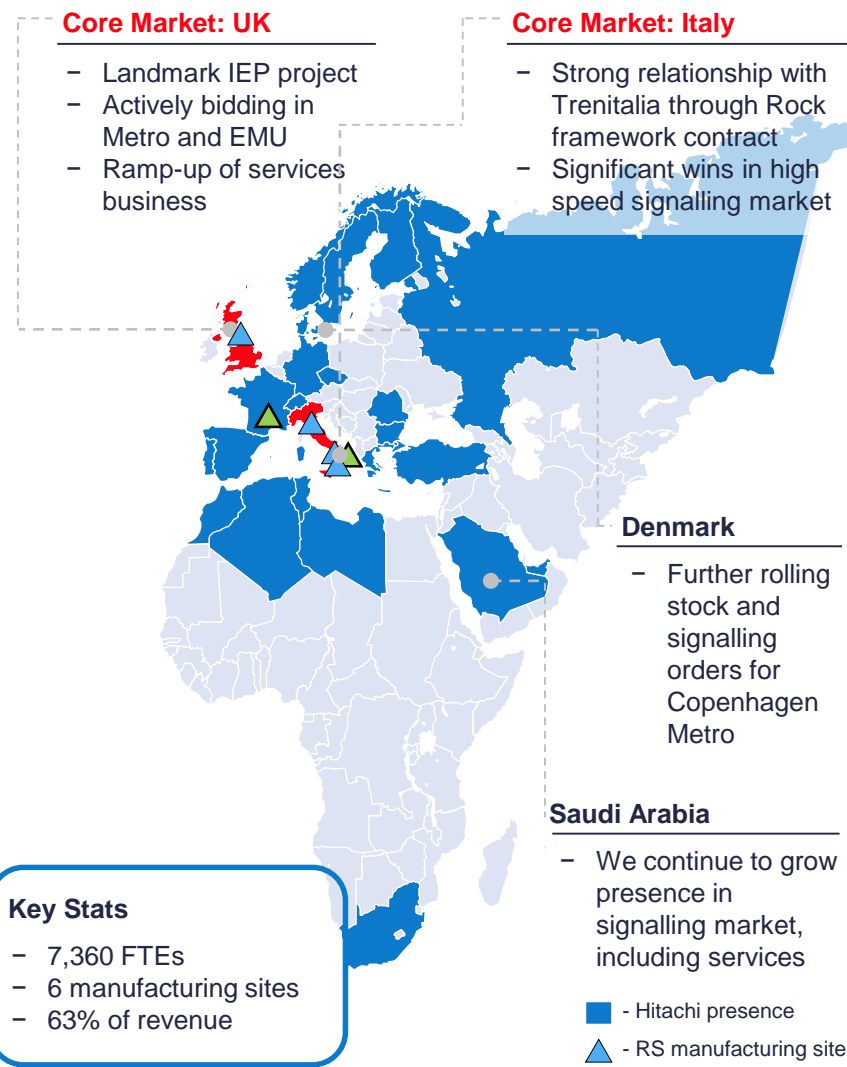 Core Market: UK
− Landmark IEP project
− Actively bidding in
Metro and EMU
− Ramp-up of services
business
Core Market: Italy
− Strong relationship with
Trenitalia through Rock
framework contract
− Significant wins in high
speed signalling market
Denmark
− Further rolling
stock and
signalling
orders for
Copenhagen
Metro
Saudi Arabia
− We continue to grow
presence in
signalling market,
including services
Key Stats
− 7,360 FTEs
− 6 manufacturing sites
− 63% of revenue
- Hitachi presence
- RS manufacturing site